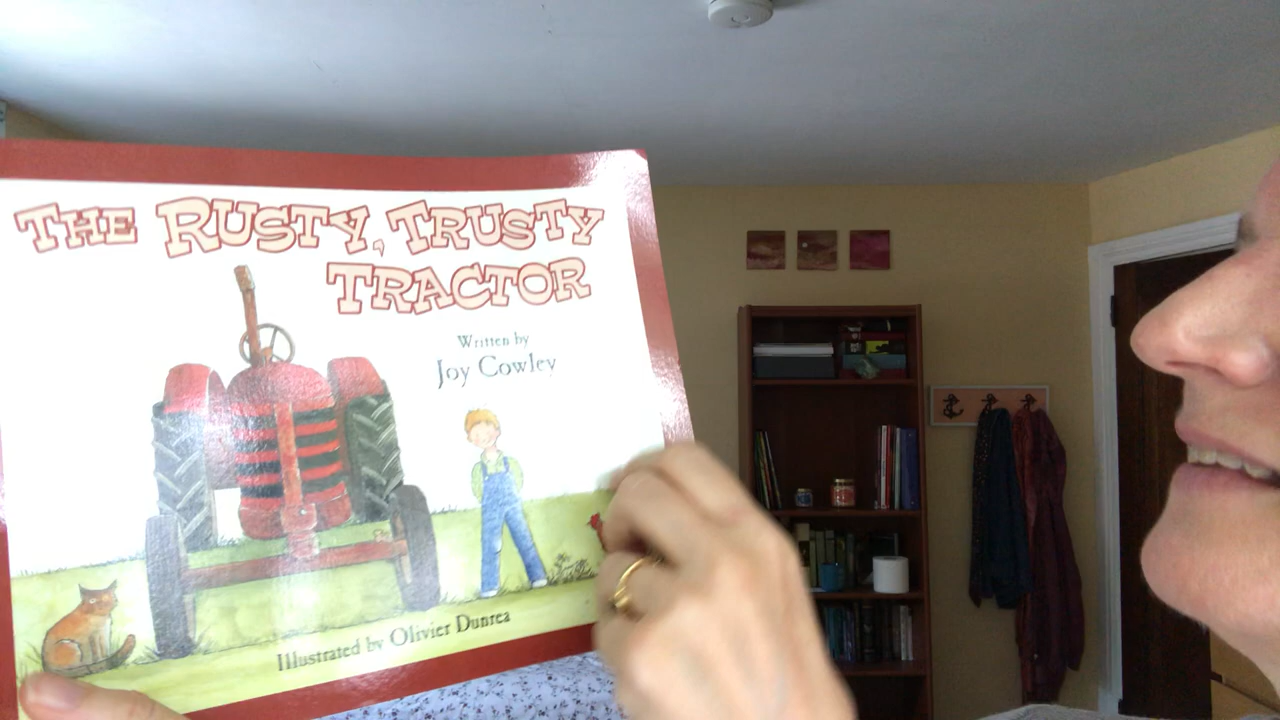 THE RUSTY, TRUSTY
TRACTOR
Written by
Joy Cowley
Illustrated by Olivier Dunrea